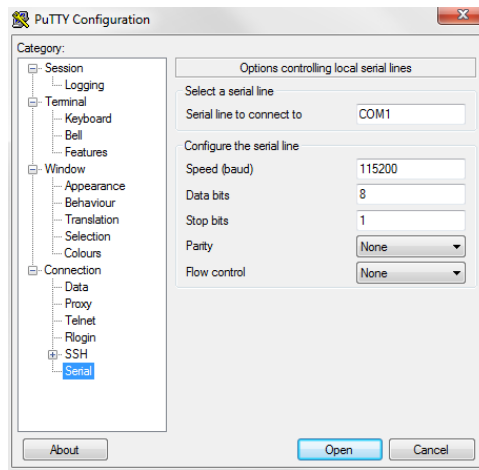 PuTTY Configuration
Category:
Session
Logging
Terminal
Keyboard
Bell
Features
Window
Appearance
Behaviour
Translation
Selection
Colours
Connection
Data
Proxy
Telnet
Rlogin
SSH
Serial
Options controlling local serial lines
Select a serial line
Serial line to connect to COM1
Configure the serial line
Speed (baud) 115200
Data bits 8
Stop bits 1
Parity None
Flow control None
About Open Cancel